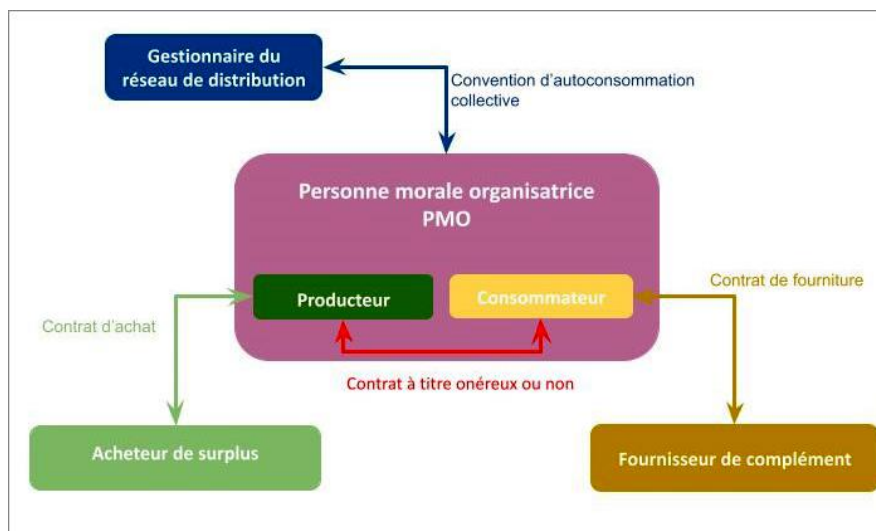 Gestionnaire du
réseau de distribution
Convention d'autoconsommation
collective
Personne morale organisatrice
PMO
Contrat de fourniture
Producteur
Consommateur
Contrat d'achat
Contrat à titre onéreux ou non
Acheteur de surplus
Fournisseur de complément